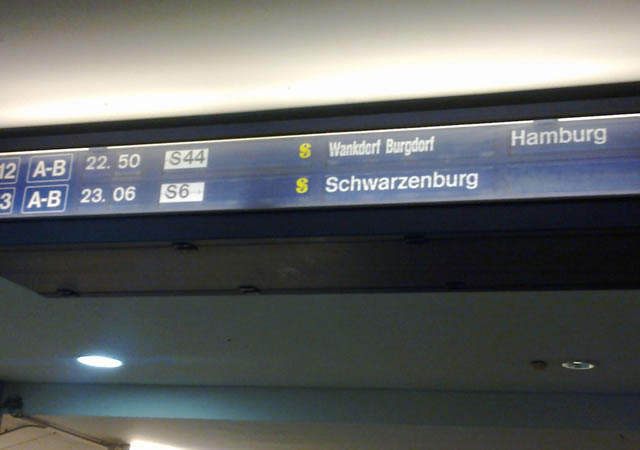 12 A-B 22. 50 S44 S Wankdorf Burgdorf Hamburg
3 A-B 23. 06 S6 S Schwarzenburg